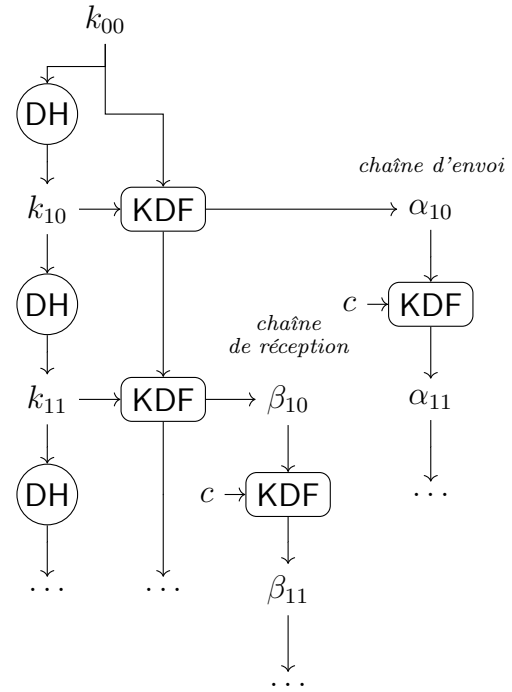 k₀₀
DH
chaîne d'envoi
k₁₀ KDF α₁₀
DH c KDF
chaîne
de réception
k₁₁ KDF β₁₀ α₁₁
DH c KDF ...
... ... β₁₁
...